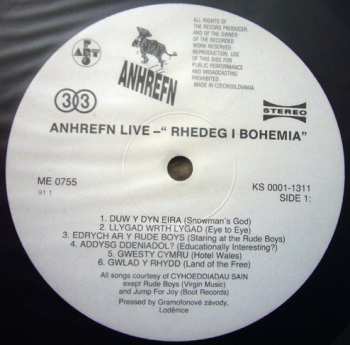 ART
ANHREFN
ALL RIGHTS OF
THE RECORD PRODUCER,
AND OF THE OWNER
OF THE RECORDED
WORK RESERVED.
REPRODUCTION, USE
OF THIS DISC FOR
PUBLIC PERFORMANCE
AND BROADCASTING
PROHIBITED
MADE IN CZECHOSLOVAKIA
33
STEREO
ANHREFN LIVE –“ RHEDEG I BOHEMIA”
ME 0755
KS 0001-1311
91 1
SIDE 1:
1. DUW Y DYN EIRA (Snowman's God)
2. LLYGAD WRTH LYGAD (Eye to Eye)
3. EDRYCH AR Y RUDE BOYS (Staring at the Rude Boys)
4. ADDYSG DDENIADOL? (Educationally Interesting?)
5. GWESTY CYMRU (Hotel Wales)
6. GWLAD Y RHYDD (Land of the Free)
All songs courtesy of CYHOEDDIADAU SAIN
exept Rude Boys (Virgin Music)
and Jump For Joy (Boot Records)
Pressed by Gramofonové závody,
Loděnice